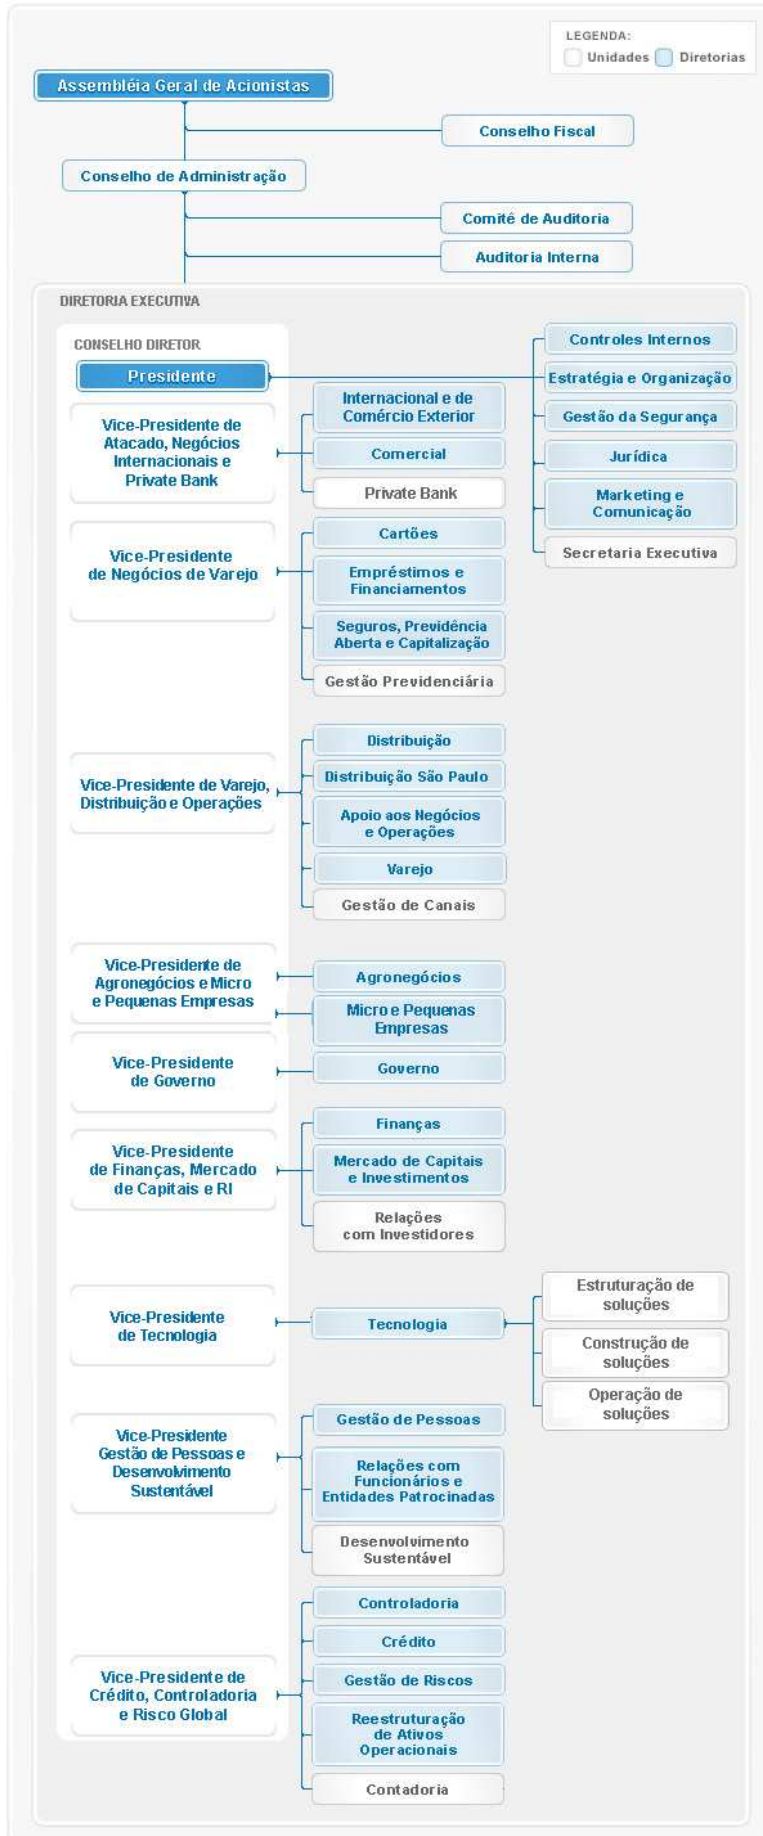 LEGENDA:
Unidades Diretorias
Assembléia Geral de Acionistas
Conselho Fiscal
Conselho de Administração
Comitê de Auditoria
Auditoria Interna
DIRETORIA EXECUTIVA
CONSELHO DIRETOR
Presidente
Controles Internos
Estratégia e Organização
Gestão da Segurança
Jurídica
Marketing e
Comunicação
Secretaria Executiva
Vice-Presidente de
Atacado, Negócios
Internacionais e
Private Bank
Internacional e de
Comércio Exterior
Comercial
Private Bank
Vice-Presidente
de Negócios de Varejo
Cartões
Empréstimos e
Financiamentos
Seguros, Previdência
Aberta e Capitalização
Gestão Previdenciária
Vice-Presidente de Varejo,
Distribuição e Operações
Distribuição
Distribuição São Paulo
Apoio aos Negócios
e Operações
Varejo
Gestão de Canais
Vice-Presidente de
Agronegócios e Micro
e Pequenas Empresas
Agronegócios
Micro e Pequenas
Empresas
Vice-Presidente
de Governo
Governo
Vice-Presidente
de Finanças, Mercado
de Capitais e RI
Finanças
Mercado de Capitais
e Investimentos
Relações
com Investidores
Vice-Presidente
de Tecnologia
Tecnologia
Estruturação de
soluções
Construção de
soluções
Operação de
soluções
Vice-Presidente
Gestão de Pessoas e
Desenvolvimento
Sustentável
Gestão de Pessoas
Relações com
Funcionários e
Entidades Patrocinadas
Desenvolvimento
Sustentável
Vice-Presidente de
Crédito, Controladoria
e Risco Global
Controladoria
Crédito
Gestão de Riscos
Reestruturação
de Ativos
Operacionais
Contadoria